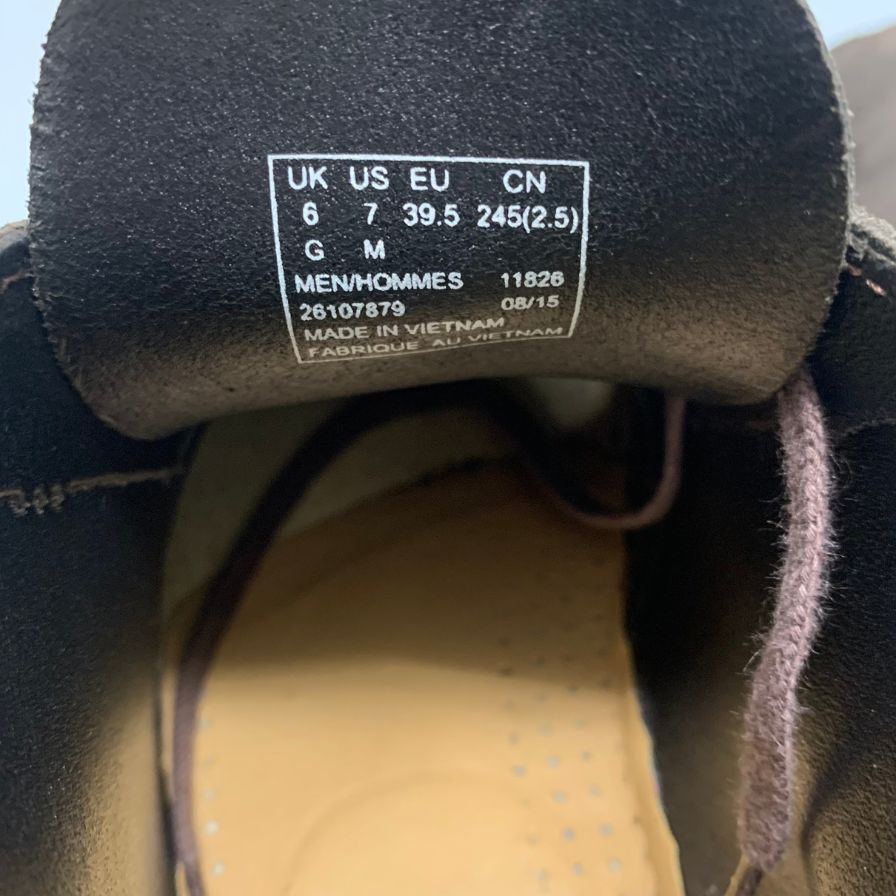 UK US EU CN
6 7 39.5 245(2.5)
G M
MEN/HOMMES 11826
26107879 08/15
MADE IN VIETNAM
FABRIQUE AU VIETNAM